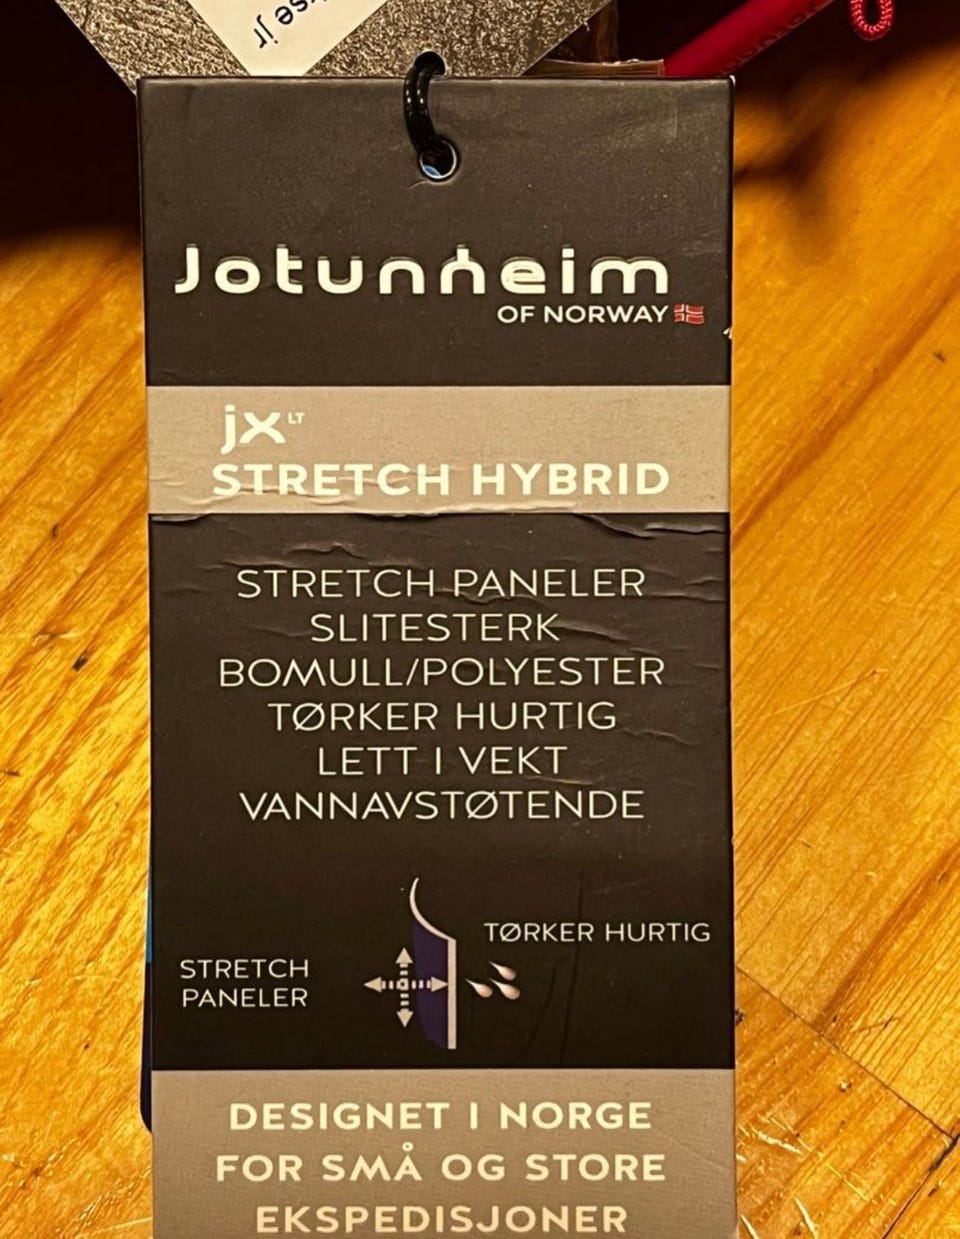 jr
Jotunheim
OF NORWAY
jx LT
STRETCH HYBRID
STRETCH PANELER
SLITESTERK
BOMULL/POLYESTER
TØRKER HURTIG
LETT I VEKT
VANNAVSTØTENDE
TØRKER HURTIG
STRETCH
PANELER
DESIGNET I NORGE
FOR SMÅ OG STORE
EKSPEDISJONER